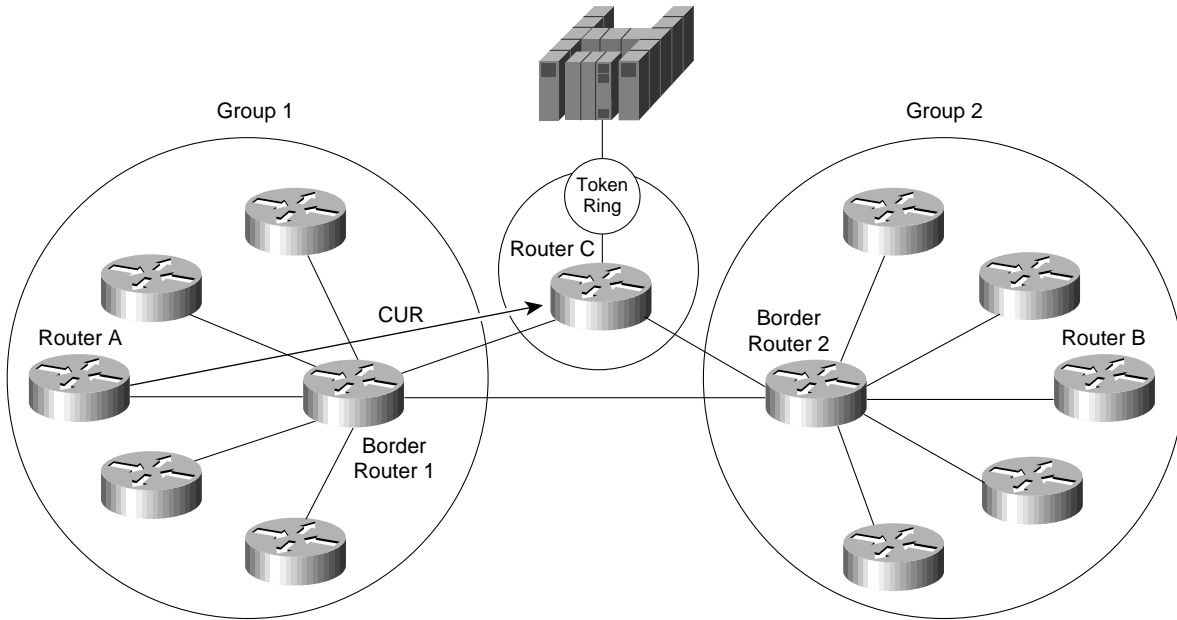 Group 1
Group 2
Token
Ring
Router C
CUR
Router A
Border
Router 2
Router B
Border
Router 1